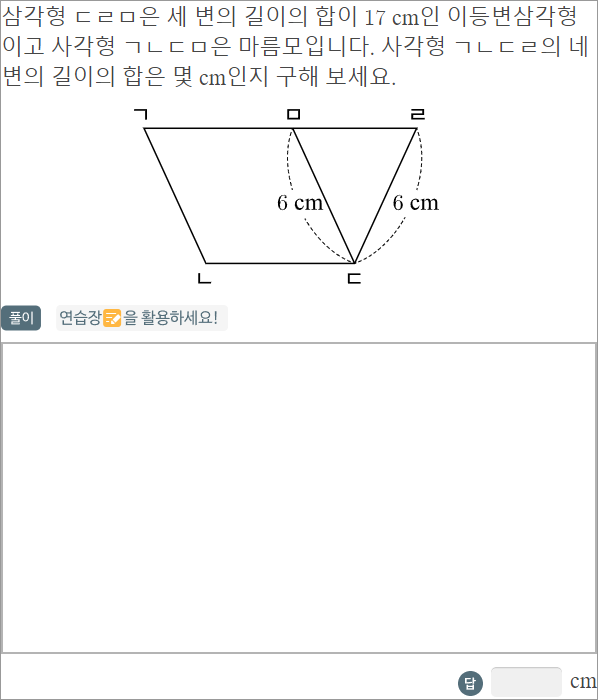 삼각형 ㄷㄹㅁ은 세 변의 길이의 합이 17 cm인 이등변삼각형
이고 사각형 ㄱㄴㄷㅁ은 마름모입니다. 사각형 ㄱㄴㄷㄹ의 네
변의 길이의 합은 몇 cm인지 구해 보세요.
ㄱ ㅁ ㄹ
6 cm 6 cm
ㄴ ㄷ
풀이 연습장을 활용하세요!
답 cm